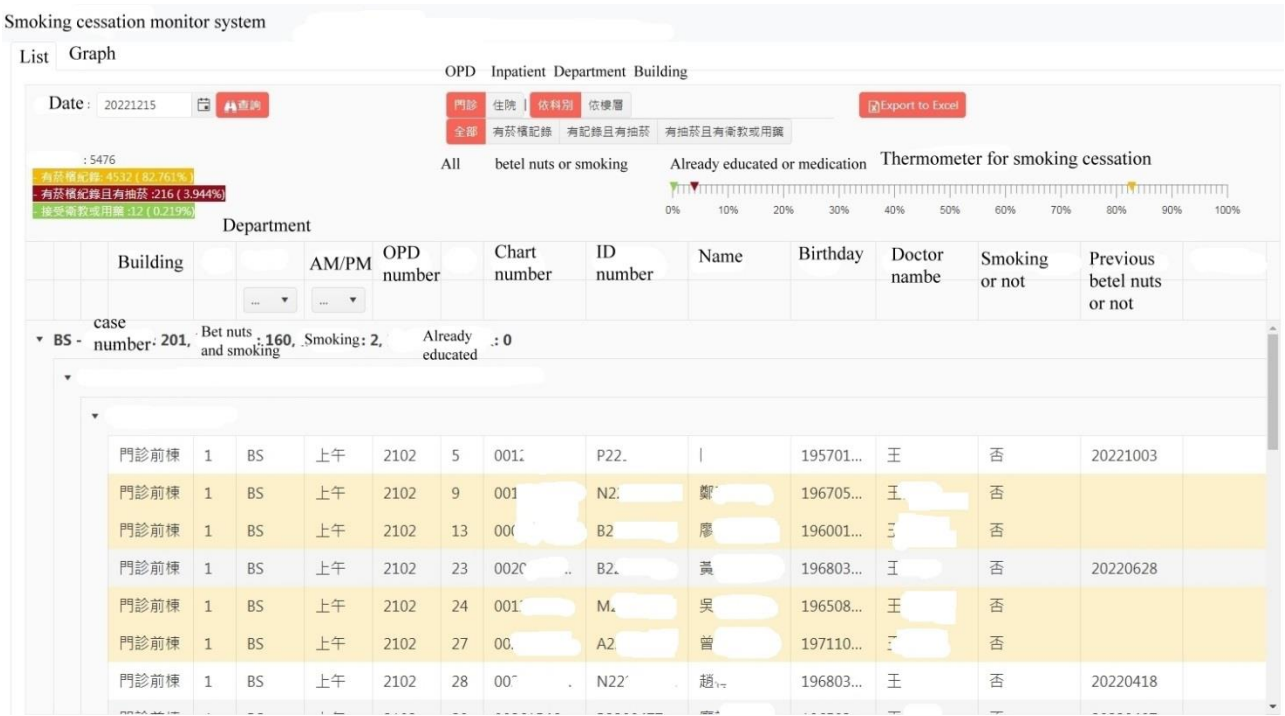 Smoking cessation monitor system
List Graph
OPD Inpatient Department Building
Date : 20221215 查詢 門診 住院 依科別 依樓層 Export to Excel
全部 有菸檳記錄 有記錄且有抽菸 有抽菸且有衛教或用藥
: 5476
All betel nuts or smoking Already educated or medication Thermometer for smoking cessation
- 有菸檳紀錄: 4532 ( 82.761% )
- 有菸檳紀錄且有抽菸 :216 ( 3.944%)
- 接受衛教或用藥 :12 ( 0.219%)
0% 10% 20% 30% 40% 50% 60% 70% 80% 90% 100%
Department
Building AM/PM OPD number Chart number ID number Name Birthday Doctor nambe Smoking or not Previous betel nuts or not
... ...
BS - case number: 201, Bet nuts and smoking : 160, Smoking: 2, Already educated : 0
門診前棟 1 BS 上午 2102 5 001 P22 195701... 王 否 20221003
門診前棟 1 BS 上午 2102 9 001 N2 鄭 196705... 王 否
門診前棟 1 BS 上午 2102 13 00 B2 廖 196001... 否
門診前棟 1 BS 上午 2102 23 0020 .. B2 黃 196803... 王 否 20220628
門診前棟 1 BS 上午 2102 24 001 M 吳 196508... 王 否
門診前棟 1 BS 上午 2102 27 00 A2 曾 197110... 否
門診前棟 1 BS 上午 2102 28 00 N22 趙 196803... 王 否 20220418